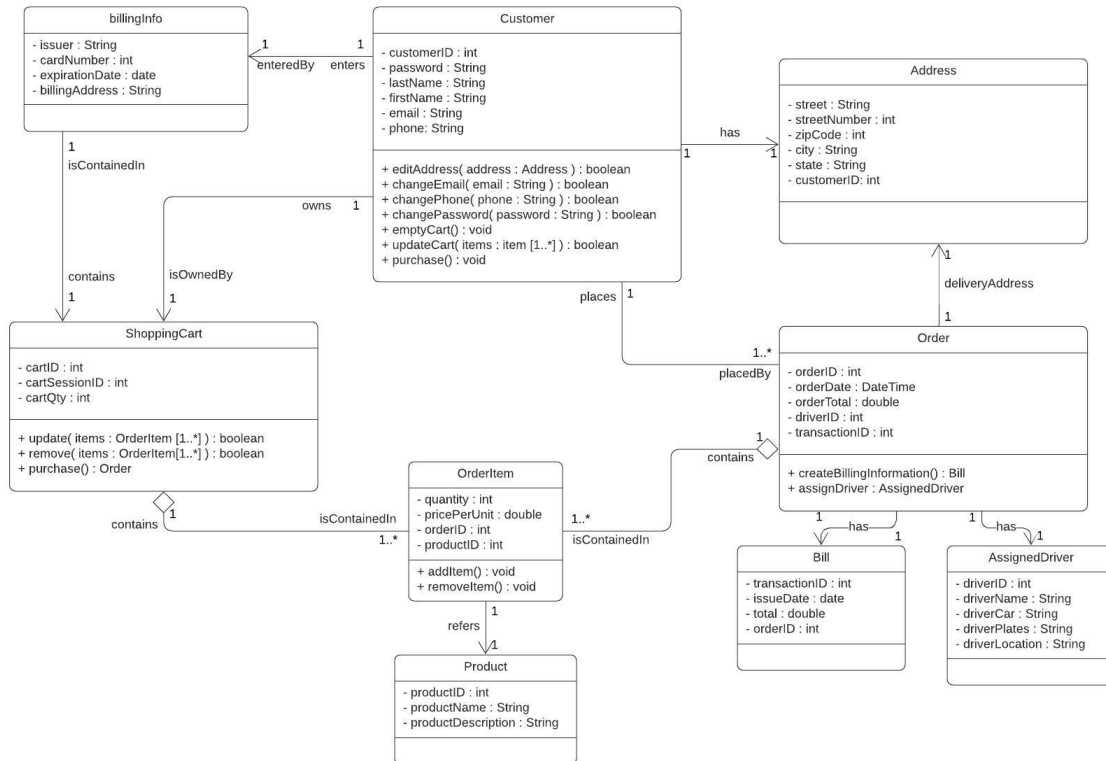 billingInfo
- issuer : String
- cardNumber : int
- expirationDate : date
- billingAddress : String
1
enteredBy
1
enters
Customer
- customerID : int
- password : String
- lastName : String
- firstName : String
- email : String
- phone: String
+ editAddress( address : Address ) : boolean
+ changeEmail( email : String ) : boolean
+ changePhone( phone : String ) : boolean
+ changePassword( password : String ) : boolean
+ emptyCart() : void
+ updateCart( items : item [1..*] ) : boolean
+ purchase() : void
has
1
1
Address
- street : String
- streetNumber : int
- zipCode : int
- city : String
- state : String
- customerID: int
1
isContainedIn
contains
1
owns
1
isOwnedBy
1
places
1
1..*
placedBy
1
deliveryAddress
1
ShoppingCart
- cartID : int
- cartSessionID : int
- cartQty : int
+ update( items : OrderItem [1..*] ) : boolean
+ remove( items : OrderItem[1..*] ) : boolean
+ purchase() : Order
contains
1
isContainedIn
1..*
OrderItem
- quantity : int
- pricePerUnit : double
- orderID : int
- productID : int
+ addItem() : void
+ removeItem() : void
1..*
isContainedIn
1
contains
Order
- orderID : int
- orderDate : DateTime
- orderTotal : double
- driverID : int
- transactionID : int
+ createBillingInformation() : Bill
+ assignDriver : AssignedDriver
1
has
1
1
has
1
Bill
- transactionID : int
- issueDate : date
- total : double
- orderID : int
AssignedDriver
- driverID : int
- driverName : String
- driverCar : String
- driverPlates : String
- driverLocation : String
1
refers
1
Product
- productID : int
- productName : String
- productDescription : String